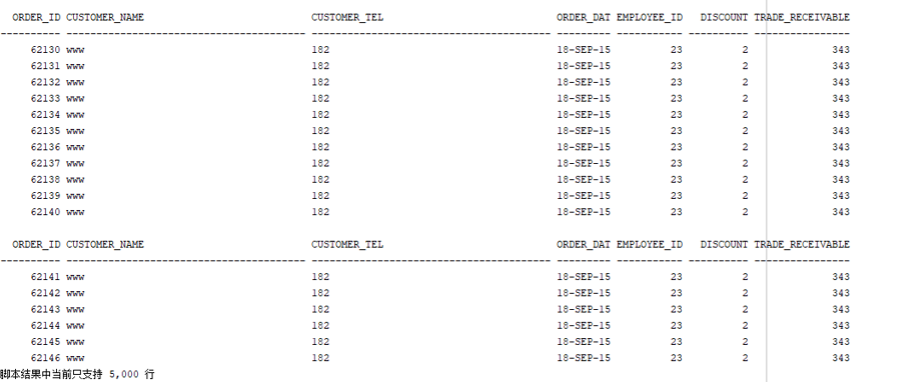 ORDER_ID CUSTOMER_NAME CUSTOMER_TEL ORDER_DAT EMPLOYEE_ID DISCOUNT TRADE_RECEIVABLE
---------- ---------------------------------------- ---------------------------------------- --------- ----------- ---------- ----------------
62130 www 182 18-SEP-15 23 2 343
62131 www 182 18-SEP-15 23 2 343
62132 www 182 18-SEP-15 23 2 343
62133 www 182 18-SEP-15 23 2 343
62134 www 182 18-SEP-15 23 2 343
62135 www 182 18-SEP-15 23 2 343
62136 www 182 18-SEP-15 23 2 343
62137 www 182 18-SEP-15 23 2 343
62138 www 182 18-SEP-15 23 2 343
62139 www 182 18-SEP-15 23 2 343
62140 www 182 18-SEP-15 23 2 343
ORDER_ID CUSTOMER_NAME CUSTOMER_TEL ORDER_DAT EMPLOYEE_ID DISCOUNT TRADE_RECEIVABLE
---------- ---------------------------------------- ---------------------------------------- --------- ----------- ---------- ----------------
62141 www 182 18-SEP-15 23 2 343
62142 www 182 18-SEP-15 23 2 343
62143 www 182 18-SEP-15 23 2 343
62144 www 182 18-SEP-15 23 2 343
62145 www 182 18-SEP-15 23 2 343
62146 www 182 18-SEP-15 23 2 343
脚本结果中当前只支持 5,000 行